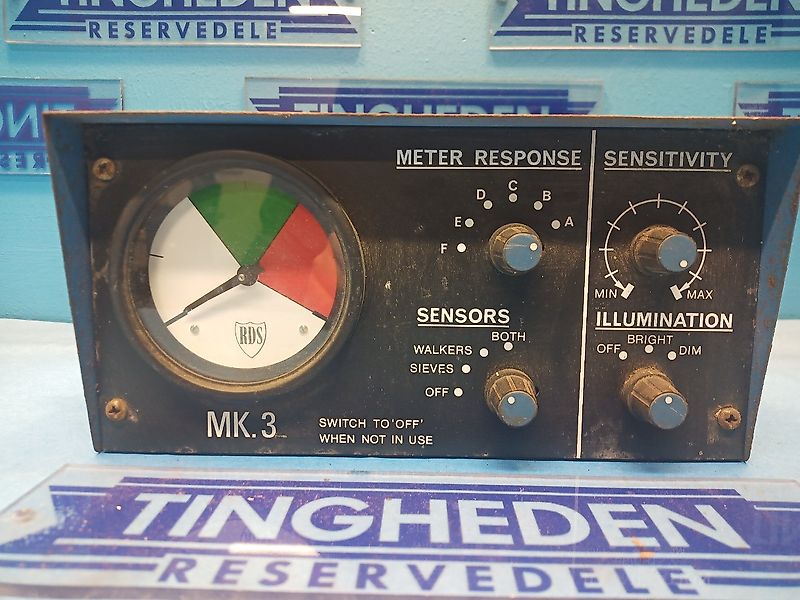 TINGHEDEN
RESERVEDELE
RESERVEDELE
TINGHEDEN
METER RESPONSE
SENSITIVITY
F
E
D
C
B
A
MIN
MAX
RDS
SENSORS
OFF
SIEVES
WALKERS
BOTH
ILLUMINATION
OFF
BRIGHT
DIM
MK.3
SWITCH TO 'OFF'
WHEN NOT IN USE
TINGHEDEN
RESERVEDELE